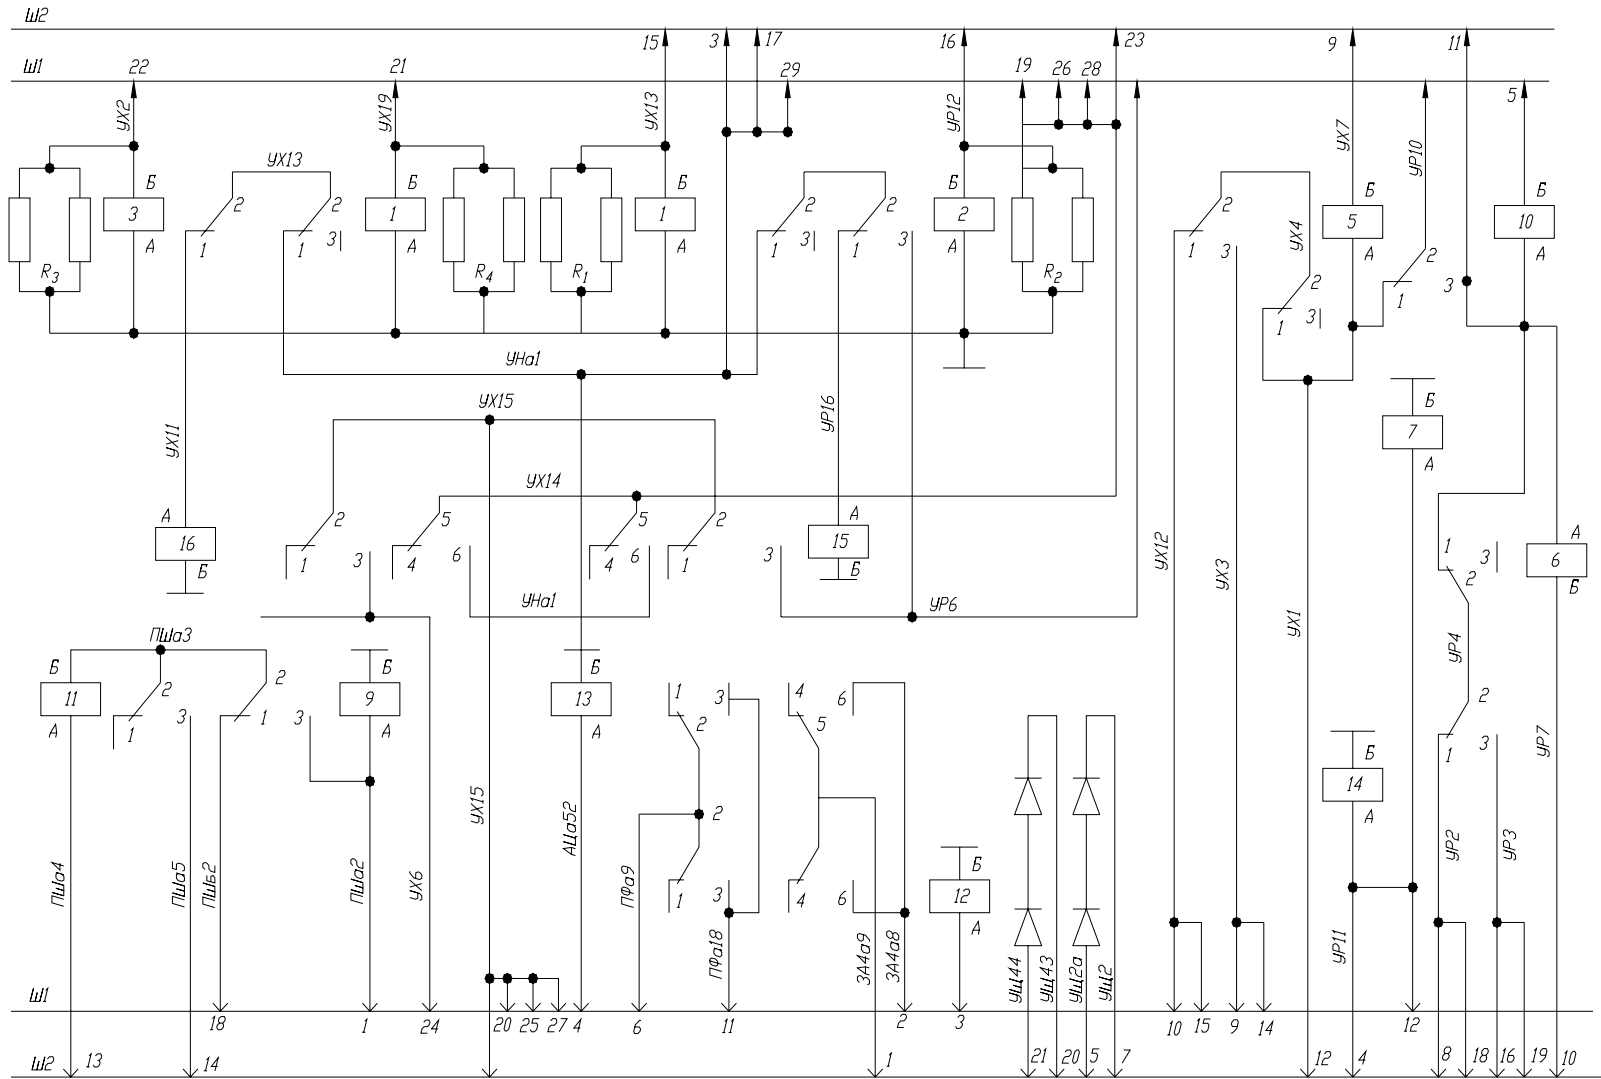 Ш2
15 3 17 16 23 9 11
Ш1
22 21 29 19 26 28 5
УХ2 УХ19 УХ13 УР12 УХ7 УР10
УХ13
Б Б Б Б Б Б
3 2 2 1 1 2 2 2 2 5 10
А 1 1 3 А А 1 3 1 3 А 1 3 А 2 А
R3 R4 R1 R2
УХ4 2 1 3
1 3
УНа1
УХ15
УХ11 УР16
Б
7
А
УХ14
А 2 5 5 2 А
16 1 3 4 6 4 6 1 3 15
Б Б
УХ12 УХ3 УХ1
1 3 А
2 6
Б
УНа1 УР6
ПШа3
УР4
Б 2 2 Б Б
11 9 13
А 1 3 1 3 А А
1 3 4 6
2 5
2
1 3
УР7
Б
14
А
УХ15 АЦа52
2
1 3 4 6
Б
12
А
ПШа4 ПШа5 ПШб2 ПШа2 УХ6 ПФа9 ПФа18 ЗА4а9 ЗА4а8 УЩ44 УЩ43 УЩ2а УЩ2 УР11 УР2 УР3
Ш1
18 1 24 20 25 27 4 6 11 2 3 10 15 9 14 12
Ш2
13 14 1 21 20 5 7 12 4 8 18 16 19 10